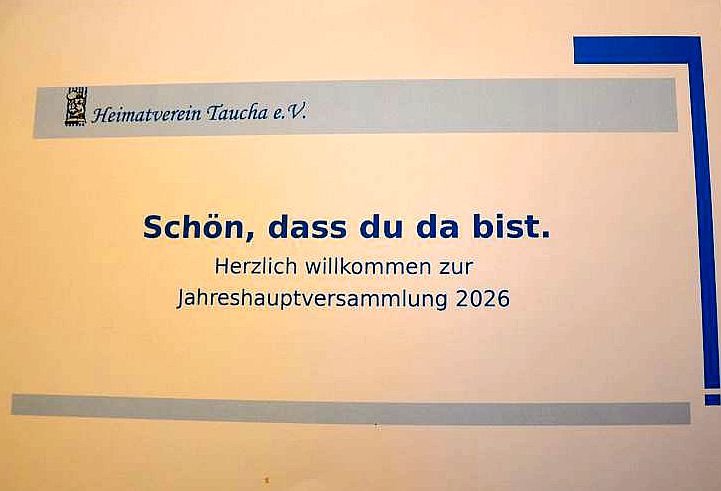 Heimatverein Taucha e.V.
Schön, dass du da bist.
Herzlich willkommen zur
Jahreshauptversammlung 2026